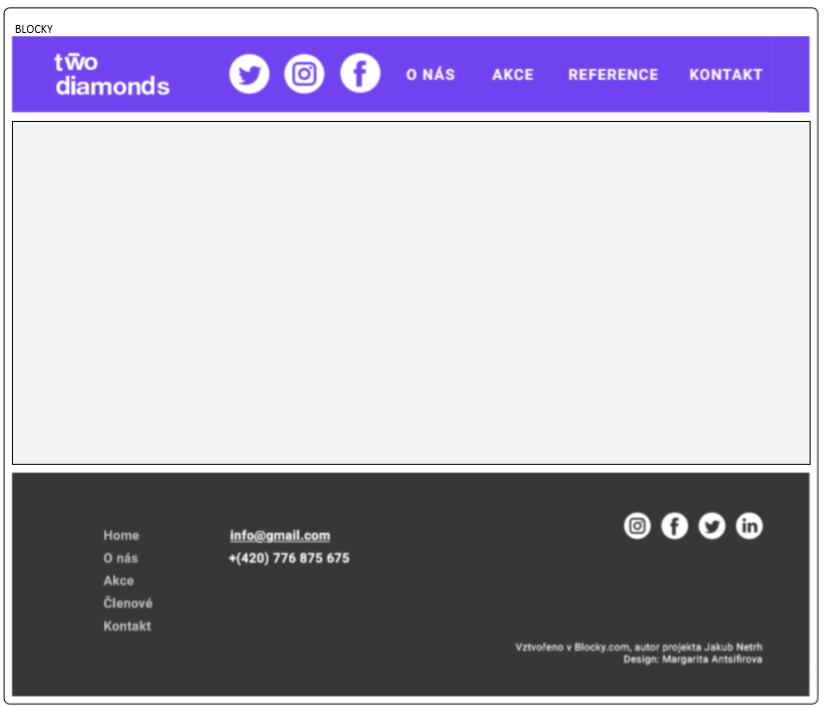 BLOCKY
two
diamonds
O NÁS AKCE REFERENCE KONTAKT
Home
O nás
Akce
Členové
Kontakt
info@gmail.com
+(420) 776 875 675
in
Vztvořeno v Blocky.com, autor projekta Jakub Netrh
Design: Margarita Antsifirova